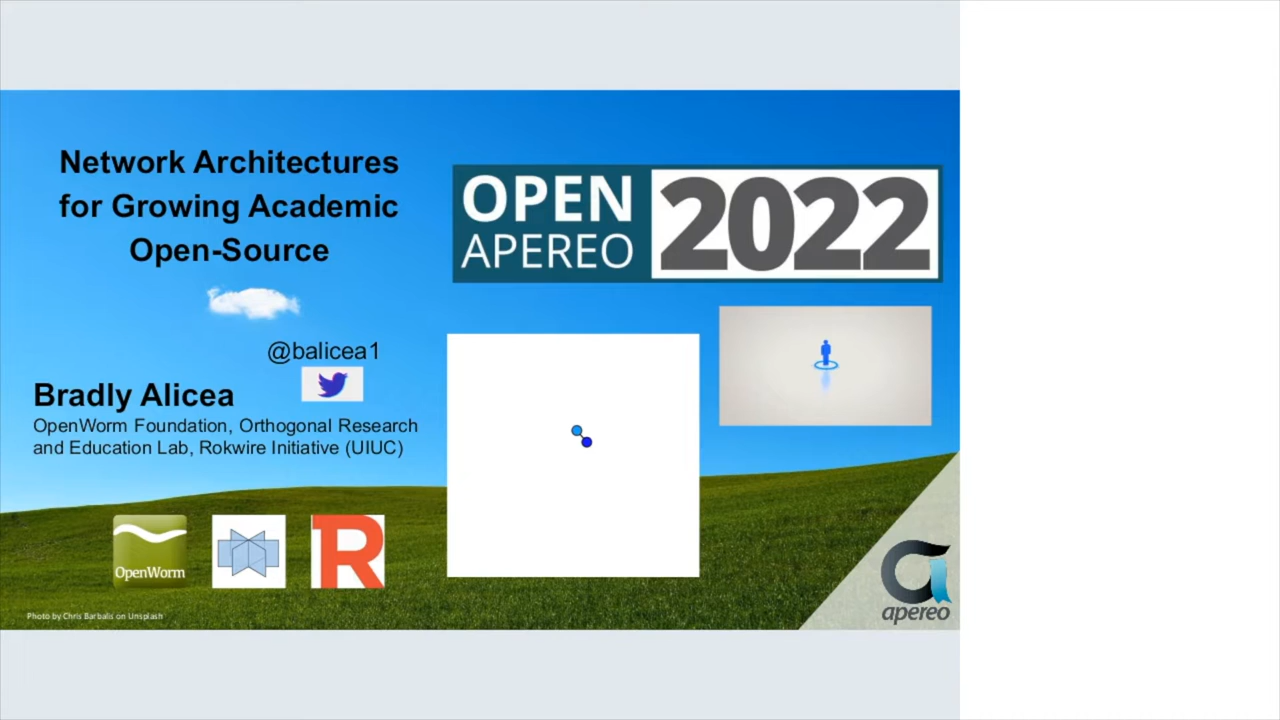 Network Architectures
for Growing Academic
Open-Source
OPEN
APEREO
2022
@balicea1
Bradly Alicea
OpenWorm Foundation, Orthogonal Research
and Education Lab, Rokwire Initiative (UIUC)
OpenWorm
R
Photo by Chris Barbalis on Unsplash
apereo